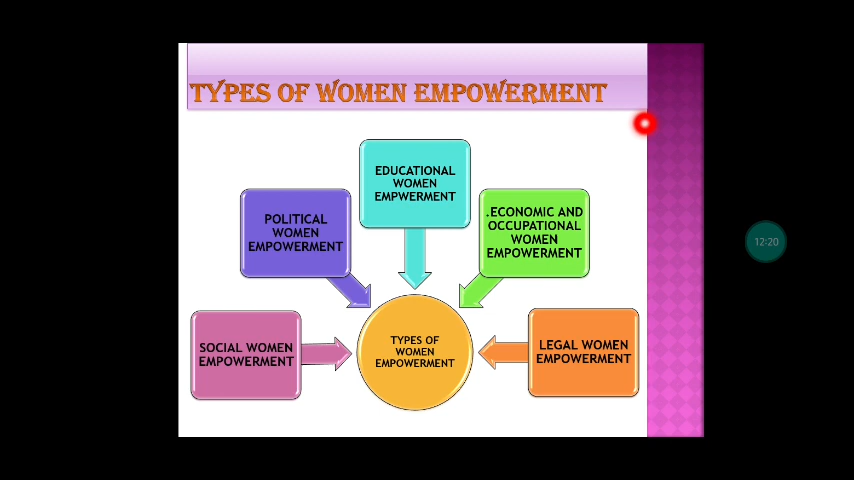 TYPES OF WOMEN EMPOWERMENT
EDUCATIONAL
WOMEN
EMPWERMENT
POLITICAL
WOMEN
EMPOWERMENT
.ECONOMIC AND
OCCUPATIONAL
WOMEN
EMPOWERMENT
SOCIAL WOMEN
EMPOWERMENT
TYPES OF
WOMEN
EMPOWERMENT
LEGAL WOMEN
EMPOWERMENT
12:20